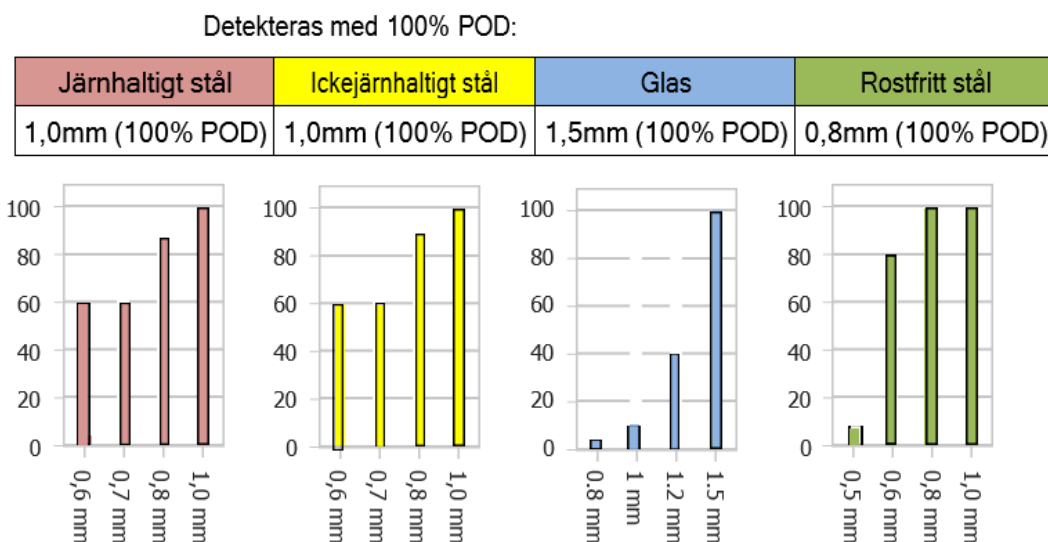 Detekteras med 100% POD:
Järnhaltigt stål Ickejärnhaltigt stål Glas Rostfritt stål
1,0mm (100% POD) 1,0mm (100% POD) 1,5mm (100% POD) 0,8mm (100% POD)
100
80
60
40
20
0
0,6 mm
0,7 mm
0,8 mm
1,0 mm
100
80
60
40
20
0
0,6 mm
0,7 mm
0,8 mm
1,0 mm
100
80
60
40
20
0
0.8 mm
1 mm
1.2 mm
1.5 mm
100
80
60
40
20
0
0,5 mm
0,6 mm
0,8 mm
1,0 mm